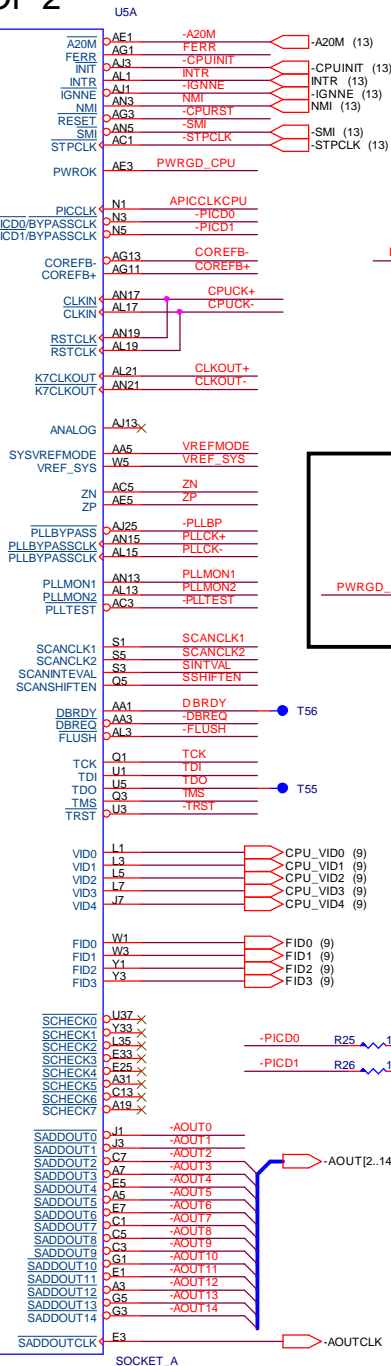 OF 2
U5A
A20M AE1 -A20M -A20M (13)
FERR AG1 FERR
INIT AJ3 -CPUINIT -CPUINIT (13)
INTR AL1 INTR INTR (13)
IGNNE AJ1 -IGNNE -IGNNE (13)
NMI AN3 NMI NMI (13)
RESET AG3 -CPURST
SMI AN5 -SMI -SMI (13)
STPCLK AC1 -STPCLK -STPCLK (13)
PWROK AE3 PWRGD_CPU
PICCLK N1 APICCLKCPU
PICD0/BYPASSCLK N3 -PICD0
PICD1/BYPASSCLK N5 -PICD1
COREFB- AG13 COREFB-
COREFB+ AG11 COREFB+
CLKIN AN17 CPUCK+
CLKIN AL17 CPUCK-
RSTCLK AN19
RSTCLK AL19
K7CLKOUT AL21 CLKOUT+
K7CLKOUT AN21 CLKOUT-
ANALOG AJ13
SYSVREFMODE AA5 VREFMODE
VREF_SYS W5 VREF_SYS
ZN AC5 ZN
ZP AE5 ZP
PLLBYPASS AJ25 -PLLBP
PLLBYPASSCLK AN15 PLLCK+
PLLBYPASSCLK AL15 PLLCK-
PLLMON1 AN13 PLLMON1
PLLMON2 AL13 PLLMON2
PLLTEST AC3 -PLLTEST
PWRGD_
SCANCLK1 S1 SCANCLK1
SCANCLK2 S5 SCANCLK2
SCANINTEVAL S3 SINTVAL
SCANSHIFTEN Q5 SSHIFTEN
DBRDY AA1 DBRDY T56
DBREQ AA3 -DBREQ
FLUSH AL3 -FLUSH
TCK Q1 TCK
TDI U1 TDI
TDO U5 TDO T55
TMS Q3 TMS
TRST U3 -TRST
VID0 L1 CPU_VID0 (9)
VID1 L3 CPU_VID1 (9)
VID2 L5 CPU_VID2 (9)
VID3 L7 CPU_VID3 (9)
VID4 J7 CPU_VID4 (9)
FID0 W1 FID0 (9)
FID1 W3 FID1 (9)
FID2 Y1 FID2 (9)
FID3 Y3 FID3 (9)
SCHECK0 U37
SCHECK1 Y33
SCHECK2 L35 -PICD0 R25 1
SCHECK3 E33
SCHECK4 E25 -PICD1 R26 1
SCHECK5 A31
SCHECK6 C13
SCHECK7 A19
SADDOUT0 J1 -AOUT0
SADDOUT1 J3 -AOUT1
SADDOUT2 C7 -AOUT2 -AOUT[2..14
SADDOUT3 A7 -AOUT3
SADDOUT4 E5 -AOUT4
SADDOUT5 A5 -AOUT5
SADDOUT6 E7 -AOUT6
SADDOUT7 C1 -AOUT7
SADDOUT8 C5 -AOUT8
SADDOUT9 C3 -AOUT9
SADDOUT10 G1 -AOUT10
SADDOUT11 E1 -AOUT11
SADDOUT12 A3 -AOUT12
SADDOUT13 G5 -AOUT13
SADDOUT14 G3 -AOUT14
SADDOUTCLK E3 -AOUTCLK
SOCKET_A